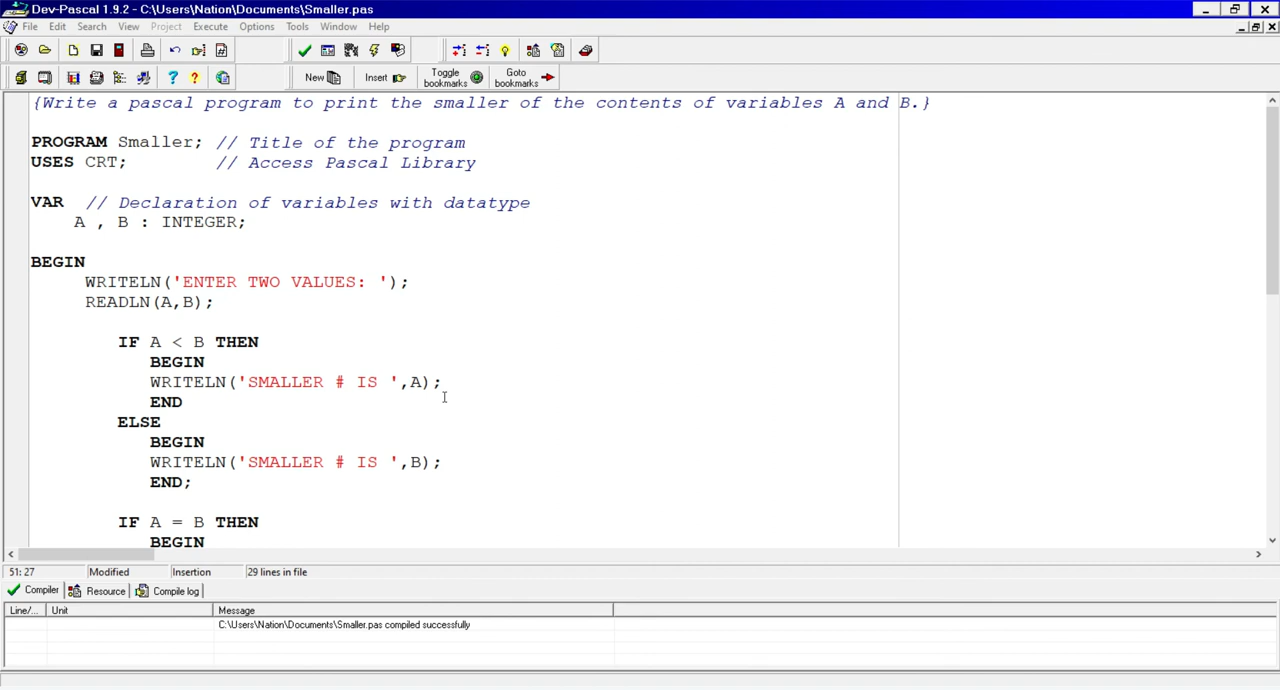 Dev-Pascal 1.9.2 - C:\Users\Nation\Documents\Smaller.pas
File Edit Search View Project Execute Options Tools Window Help
New Insert Toggle bookmarks Goto bookmarks
{Write a pascal program to print the smaller of the contents of variables A and B.}
PROGRAM Smaller; // Title of the program
USES CRT; // Access Pascal Library
VAR // Declaration of variables with datatype
A , B : INTEGER;
BEGIN
WRITELN('ENTER TWO VALUES: ');
READLN(A,B);
IF A < B THEN
BEGIN
WRITELN('SMALLER # IS ',A);
END
ELSE
BEGIN
WRITELN('SMALLER # IS ',B);
END;
IF A = B THEN
BEGIN
51: 27 Modified Insertion 29 lines in file
Compiler Resource Compile log
Line/... Unit Message
C:\Users\Nation\Documents\Smaller.pas compiled successfully